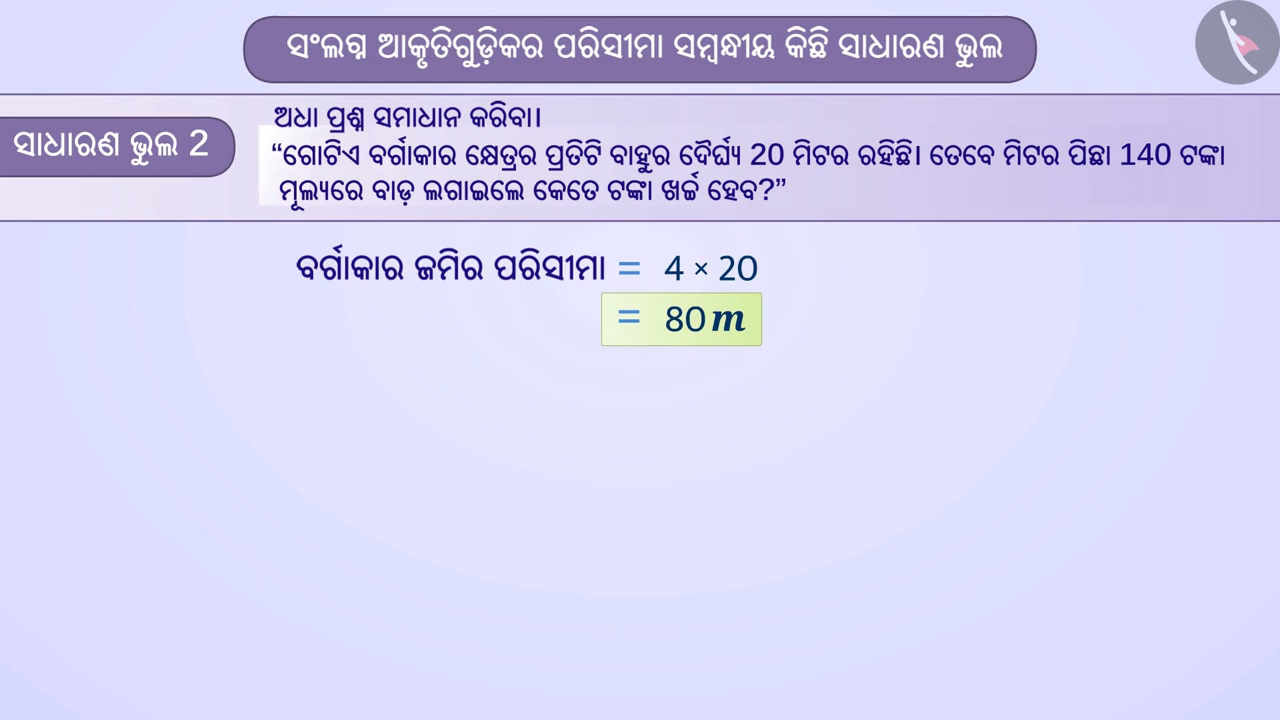 ସଂଲଗ୍ନ ଆକୃତିଗୁଡ଼ିକର ପରିସୀମା ସମ୍ବନ୍ଧୀୟ କିଛି ସାଧାରଣ ଭୁଲ
ସାଧାରଣ ଭୁଲ 2
ଅଧା ପ୍ରଶ୍ନ ସମାଧାନ କରିବା।
“ଗୋଟିଏ ବର୍ଗାକାର କ୍ଷେତ୍ରର ପ୍ରତିଟି ବାହୁର ଦୈର୍ଘ୍ୟ 20 ମିଟର ରହିଛି। ତେବେ ମିଟର ପିଛା 140 ଟଙ୍କା
ମୂଲ୍ୟରେ ବାଡ଼ ଲଗାଇଲେ କେତେ ଟଙ୍କା ଖର୍ଚ୍ଚ ହେବ?”
ବର୍ଗାକାର ଜମିର ପରିସୀମା = 4 × 20
= 80 m